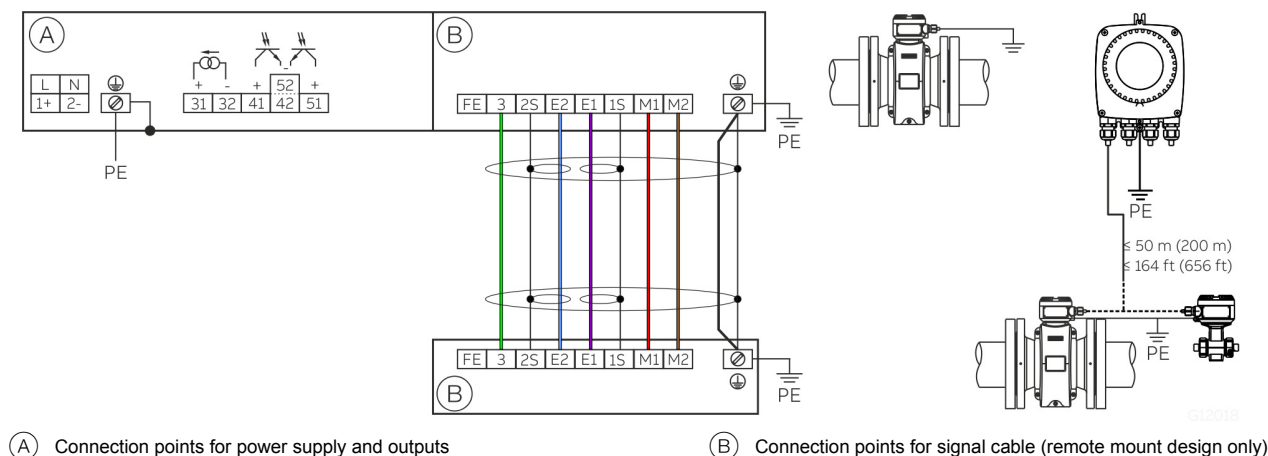 A
B
L N
1+ 2-
+ - + - +
52
31 32 41 42 51
PE
FE 3 2S E2 E1 1S M1 M2
PE
FE 3 2S E2 E1 1S M1 M2
B
PE
PE
≤ 50 m (200 m)
≤ 164 ft (656 ft)
PE
G12018
A Connection points for power supply and outputs
B Connection points for signal cable (remote mount design only)